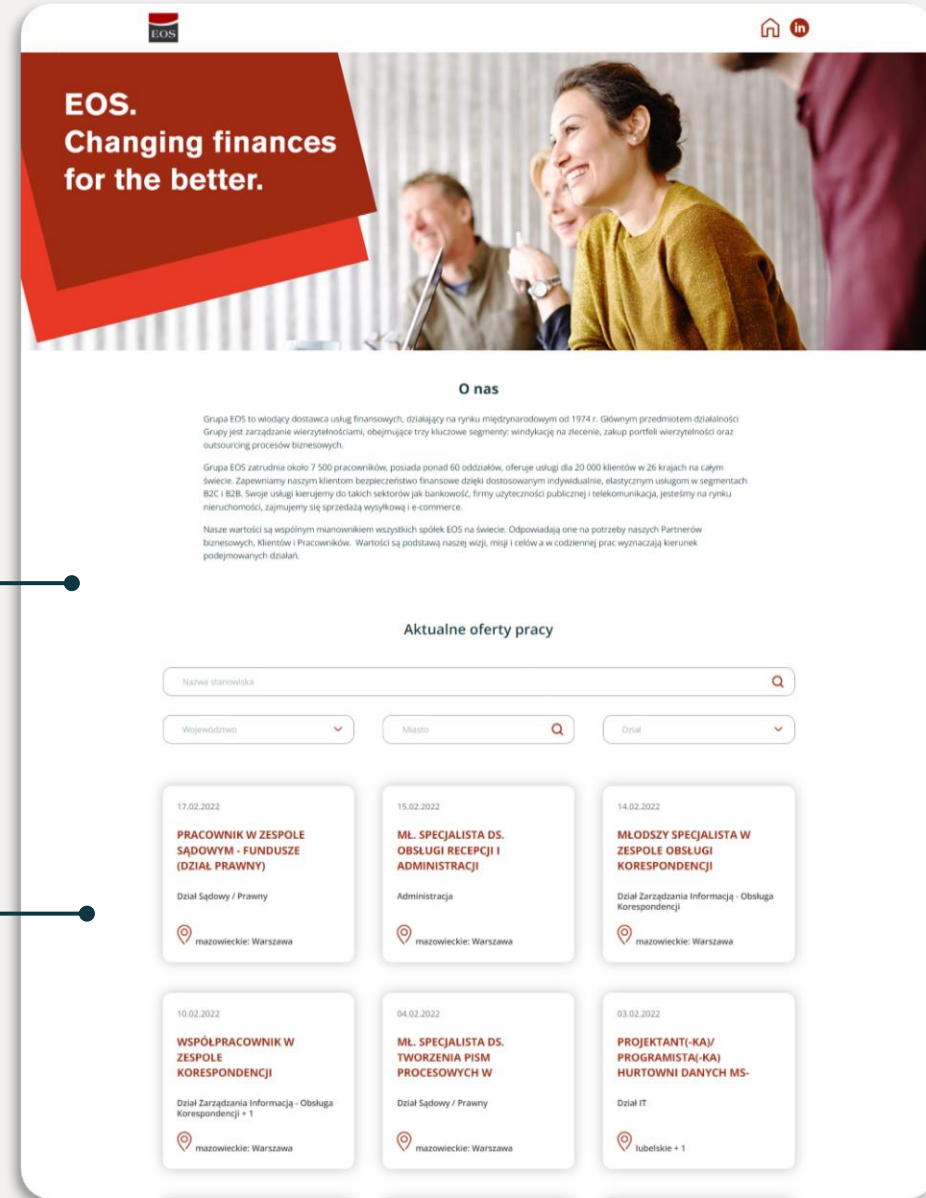 EOS
in
EOS.
Changing finances
for the better.
O nas
Grupa EOS to wiodący dostawca usług finansowych, działający na rynku międzynarodowym od 1974 r. Głównym przedmiotem działalności
Grupy jest zarządzanie wierzytelnościami, obejmujące trzy kluczowe segmenty: windykację na zlecenie, zakup portfeli wierzytelności oraz
outsourcing procesów biznesowych.
Grupa EOS zatrudnia około 7 500 pracowników, posiada ponad 60 oddziałów, oferuje usługi dla 20 000 klientów w 26 krajach na całym
świecie. Zapewniamy naszym klientom bezpieczeństwo finansowe dzięki dostosowanym indywidualnie, elastycznym usługom w segmentach
B2C i B2B. Swoje usługi kierujemy do takich sektorów jak bankowość, firmy użyteczności publicznej i telekomunikacja, jesteśmy na rynku
nieruchomości, zajmujemy się sprzedażą wysyłkową i e-commerce.
Nasze wartości są wspólnym mianownikiem wszystkich spółek EOS na świecie. Odpowiadają one na potrzeby naszych Partnerów
biznesowych, Klientów i Pracowników. Wartości są podstawą naszej wizji, misji i celów a w codziennej prac wyznaczają kierunek
podejmowanych działań.
Aktualne oferty pracy
Nazwa stanowiska
Województwo
Miasto
Dział
17.02.2022
PRACOWNIK W ZESPOLE
SĄDOWYM - FUNDUSZE
(DZIAŁ PRAWNY)
Dział Sądowy / Prawny
mazowieckie: Warszawa
15.02.2022
MŁ. SPECJALISTA DS.
OBSŁUGI RECEPCJI I
ADMINISTRACJI
Administracja
mazowieckie: Warszawa
14.02.2022
MŁODSZY SPECJALISTA W
ZESPOLE OBSŁUGI
KORESPONDENCJI
Dział Zarządzania Informacją - Obsługa
Korespondencji
mazowieckie: Warszawa
10.02.2022
WSPÓŁPRACOWNIK W
ZESPOLE
KORESPONDENCJI
Dział Zarządzania Informacją - Obsługa
Korespondencji + 1
mazowieckie: Warszawa
04.02.2022
MŁ. SPECJALISTA DS.
TWORZENIA PISM
PROCESOWYCH W
Dział Sądowy / Prawny
mazowieckie: Warszawa
03.02.2022
PROJEKTANT(-KA)/
PROGRAMISTA(-KA)
HURTOWNI DANYCH MS-
Dział IT
lubelskie + 1